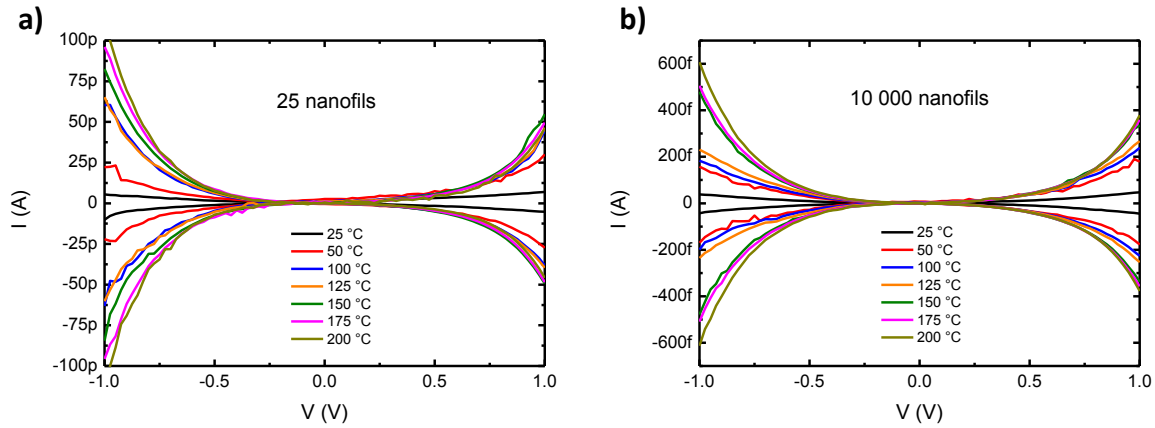 a)
100p
75p
50p
25p
0
-25p
-50p
-75p
-100p
I (A)
25 nanofils
25 °C
50 °C
100 °C
125 °C
150 °C
175 °C
200 °C
-1.0 -0.5 0.0 0.5 1.0
V (V)
b)
600f
400f
200f
0
-200f
-400f
-600f
I (A)
10 000 nanofils
25 °C
50 °C
100 °C
125 °C
150 °C
175 °C
200 °C
-1.0 -0.5 0.0 0.5 1.0
V (V)